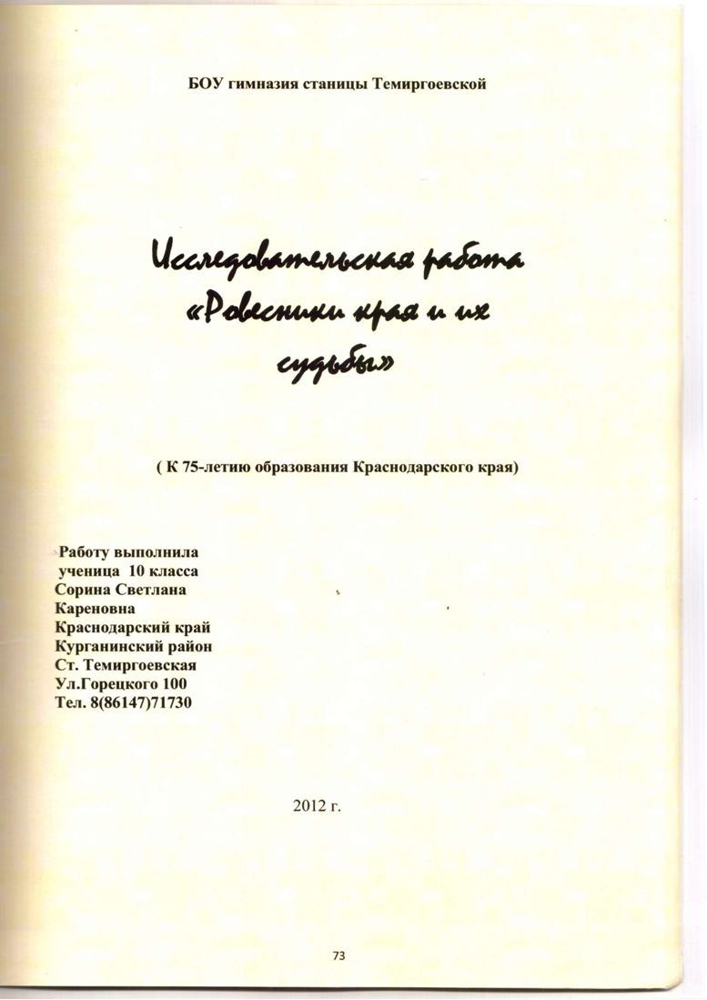 БОУ гимназия станицы Темиргоевской
Исследовательская работа
«Ровесники края и их
судьбы»
( К 75-летию образования Краснодарского края)
Работу выполнила
ученица 10 класса
Сорина Светлана
Кареновна
Краснодарский край
Курганинский район
Ст. Темиргоевская
Ул.Горецкого 100
Тел. 8(86147)71730
2012 г.
73